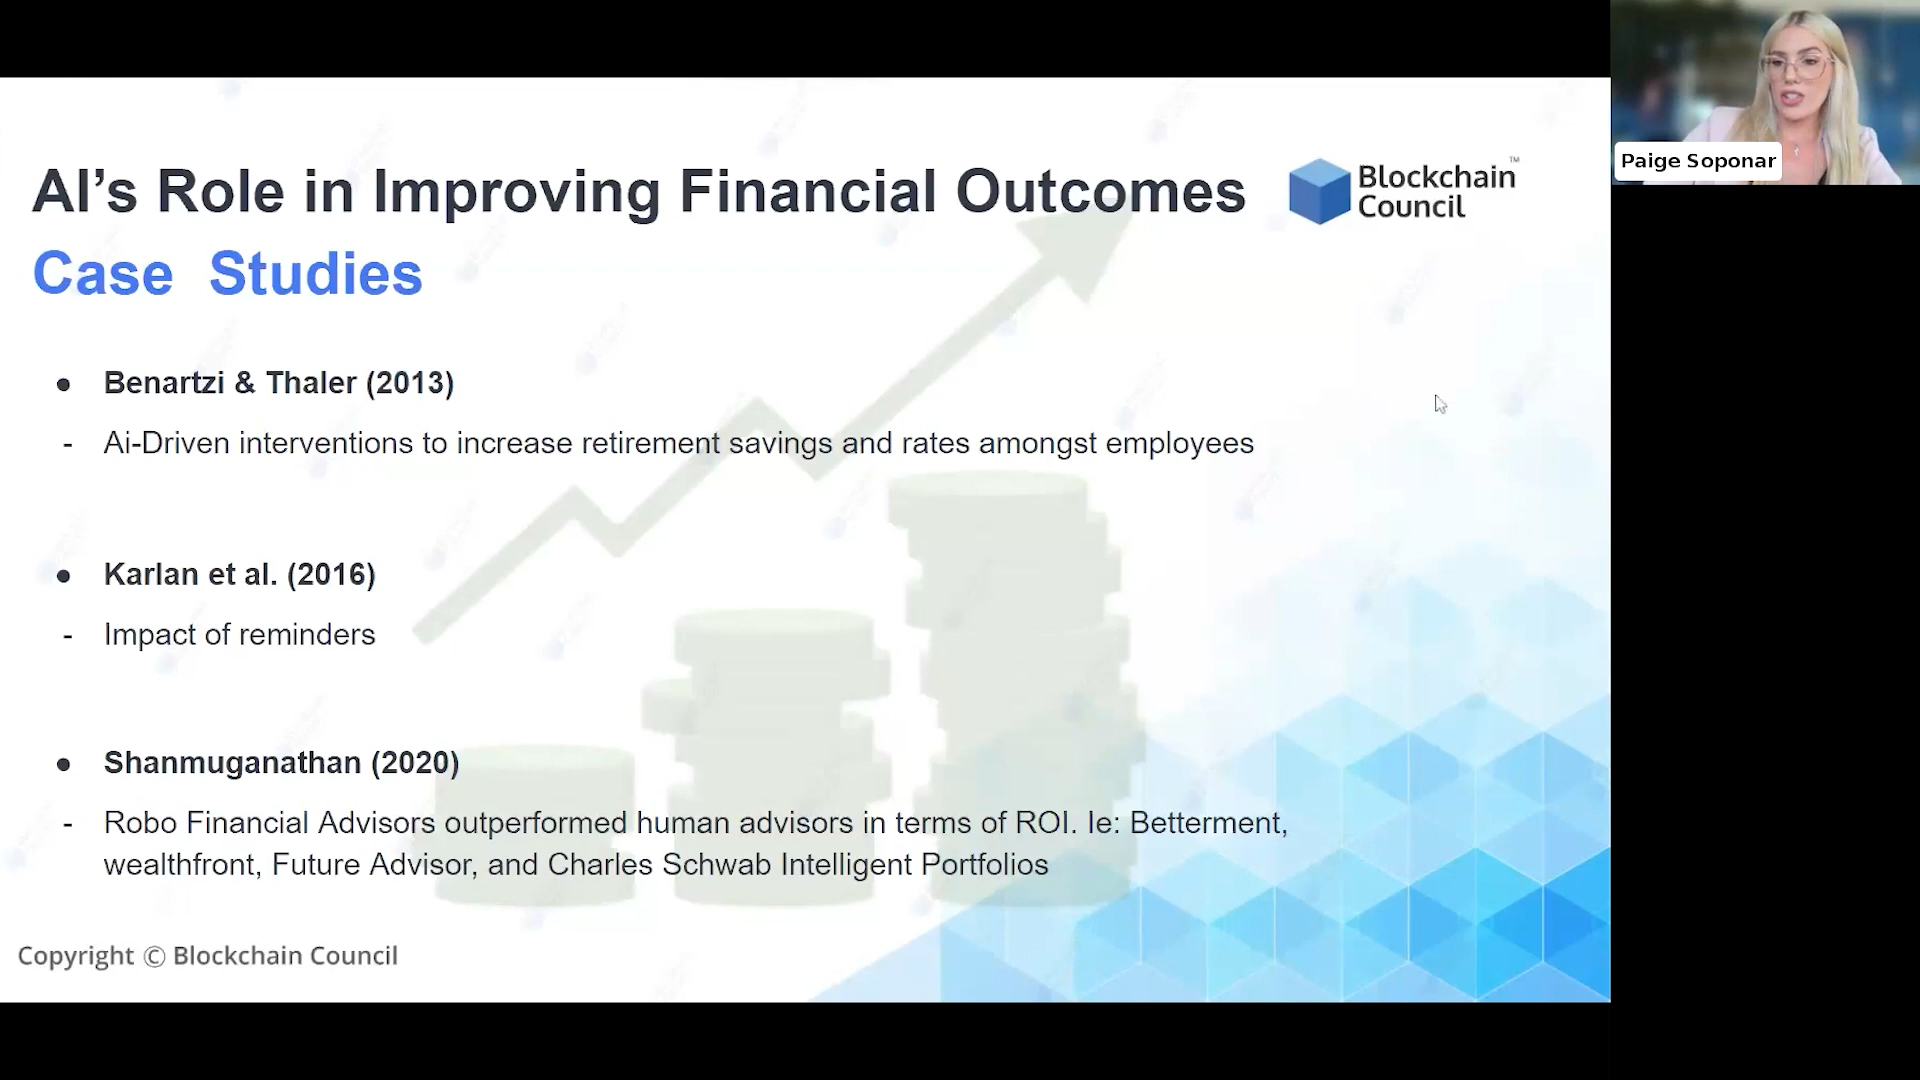 Paige Soponar
AI’s Role in Improving Financial Outcomes
Blockchain
Council
™
Case Studies
● Benartzi & Thaler (2013)
- Ai-Driven interventions to increase retirement savings and rates amongst employees
● Karlan et al. (2016)
- Impact of reminders
● Shanmuganathan (2020)
- Robo Financial Advisors outperformed human advisors in terms of ROI. Ie: Betterment,
wealthfront, Future Advisor, and Charles Schwab Intelligent Portfolios
Copyright © Blockchain Council